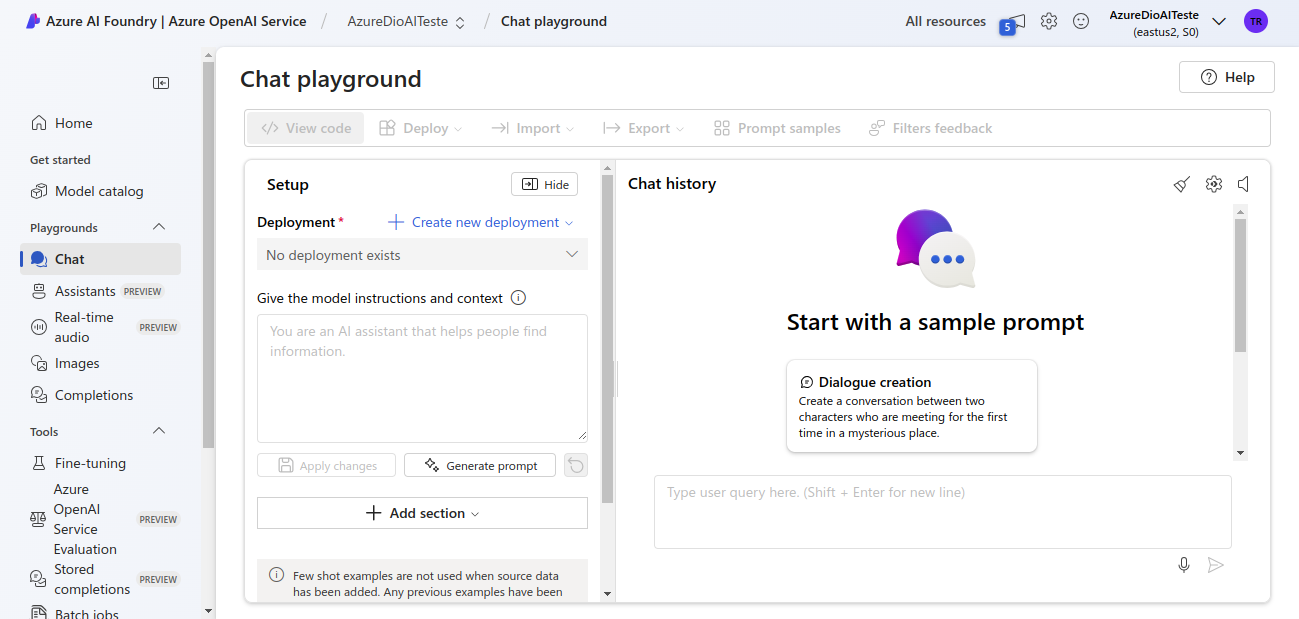 Azure AI Foundry | Azure OpenAI Service / AzureDioAITeste / Chat playground
All resources
5
AzureDioAITeste
(eastus2, S0)
TR
Home
Get started
Model catalog
Playgrounds
Chat
Assistants PREVIEW
Real-time
audio
PREVIEW
Images
Completions
Tools
Fine-tuning
Azure
OpenAI
Service
Evaluation
PREVIEW
Stored
completions
PREVIEW
Batch jobs
Chat playground
Help
View code
Deploy
Import
Export
Prompt samples
Filters feedback
Setup
Hide
Deployment *
Create new deployment
No deployment exists
Give the model instructions and context
You are an AI assistant that helps people find
information.
Apply changes
Generate prompt
Add section
Few shot examples are not used when source data
has been added. Any previous examples have been
Chat history
Start with a sample prompt
Dialogue creation
Create a conversation between two
characters who are meeting for the first
time in a mysterious place.
Type user query here. (Shift + Enter for new line)